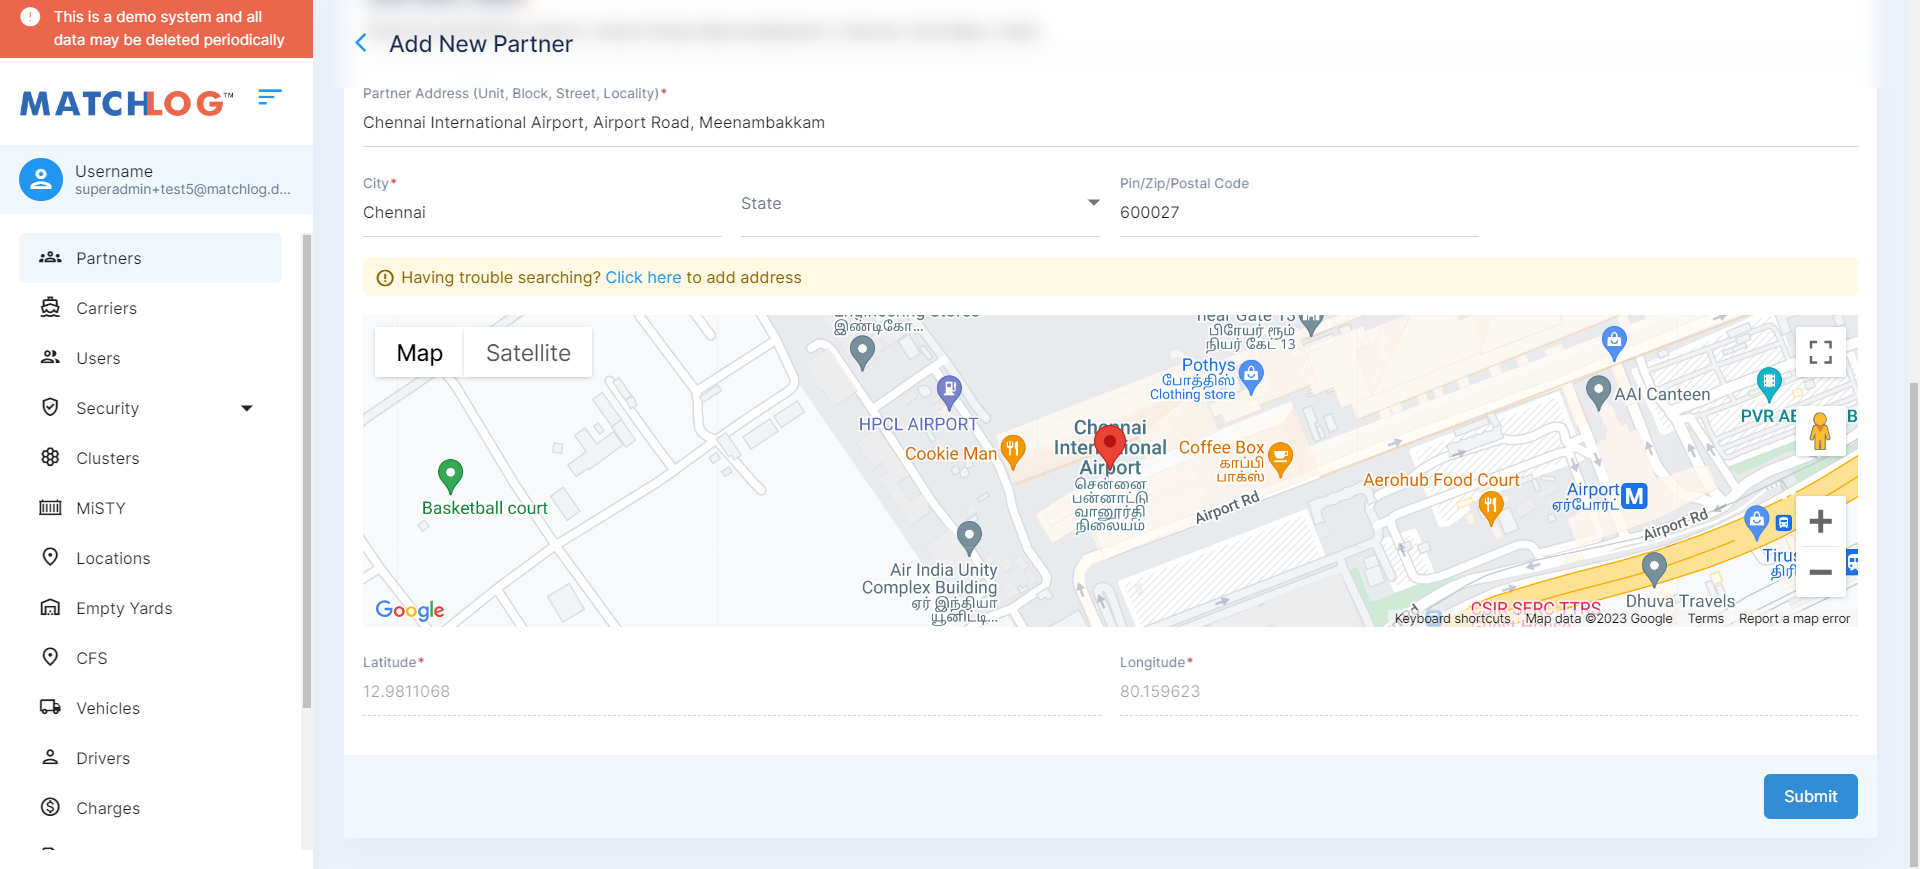 This is a demo system and all
data may be deleted periodically
MATCHLOG™
Username
superadmin+test5@matchlog.d...
Partners
Carriers
Users
Security
Clusters
MiSTY
Locations
Empty Yards
CFS
Vehicles
Drivers
Charges
Add New Partner
Partner Address (Unit, Block, Street, Locality)*
Chennai International Airport, Airport Road, Meenambakkam
City*
Chennai
State
Pin/Zip/Postal Code
600027
Having trouble searching? Click here to add address
Map
Satellite
இண்டிகோ...
near Gate 13
பிரேயர் ரூம்
நியர் கேட் 13
Pothys
போத்திஸ்
Clothing store
AAI Canteen
HPCL AIRPORT
Cookie Man
Chennai
International
Airport
சென்னை
பன்னாட்டு
வானூர்தி
நிலையம்
Coffee Box
காப்பி
பாக்ஸ்
Basketball court
Aerohub Food Court
Airport
ஏர்போர்ட்
M
Airport Rd
Airport Rd
Air India Unity
Complex Building
ஏர் இந்தியா
யூனிட்டி...
Dhuva Travels
CSIR SERC TTRS
Google
Keyboard shortcuts
Map data ©2023 Google
Terms
Report a map error
Latitude*
12.9811068
Longitude*
80.159623
Submit